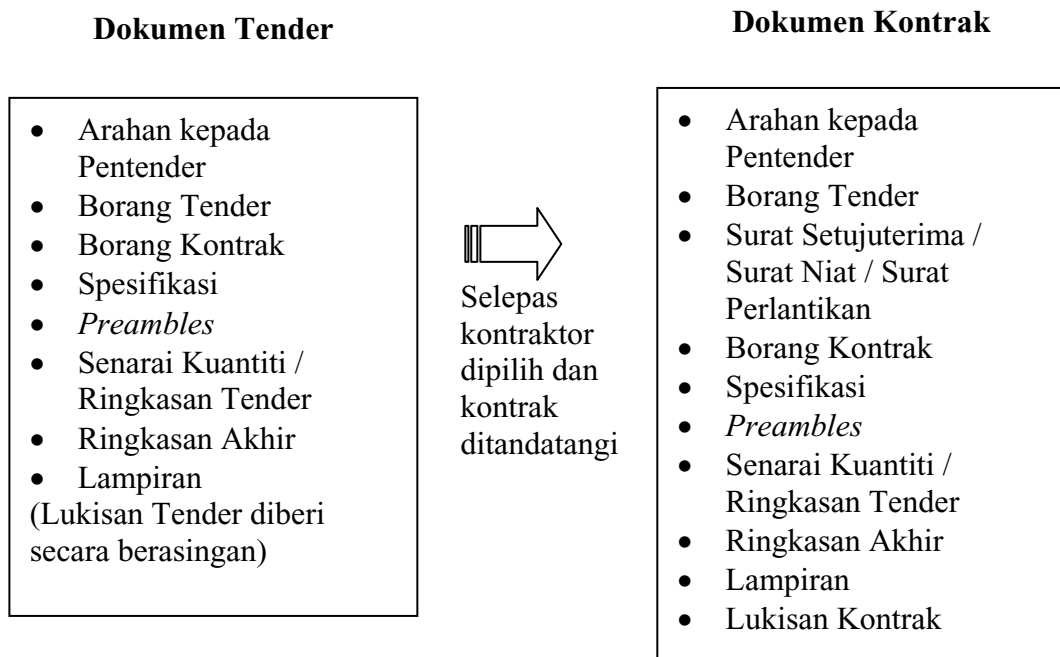 Dokumen Tender
• Arahan kepada
Pentender
• Borang Tender
• Borang Kontrak
• Spesifikasi
• Preambles
• Senarai Kuantiti /
Ringkasan Tender
• Ringkasan Akhir
• Lampiran
(Lukisan Tender diberi
secara berasingan)
Selepas
kontraktor
dipilih dan
kontrak
ditandatangi
Dokumen Kontrak
• Arahan kepada
Pentender
• Borang Tender
• Surat Setujuterima /
Surat Niat / Surat
Perlantikan
• Borang Kontrak
• Spesifikasi
• Preambles
• Senarai Kuantiti /
Ringkasan Tender
• Ringkasan Akhir
• Lampiran
• Lukisan Kontrak